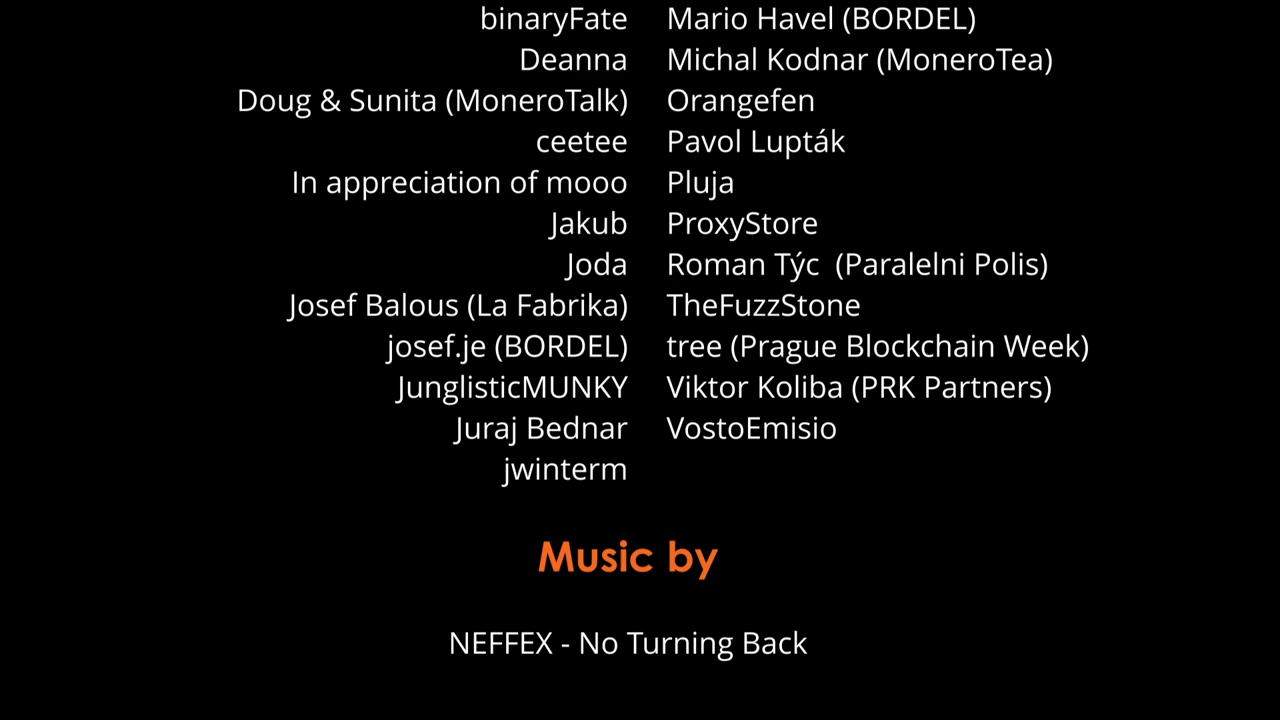 binaryFate
Deanna
Doug & Sunita (MoneroTalk)
ceetee
In appreciation of mooo
Jakub
Joda
Josef Balous (La Fabrika)
josef.je (BORDEL)
JunglisticMUNKY
Juraj Bednar
jwinterm
Mario Havel (BORDEL)
Michal Kodnar (MoneroTea)
Orangefen
Pavol Lupták
Pluja
ProxyStore
Roman Týc  (Paralelni Polis)
TheFuzzStone
tree (Prague Blockchain Week)
Viktor Koliba (PRK Partners)
VostoEmisio
Music by
NEFFEX - No Turning Back